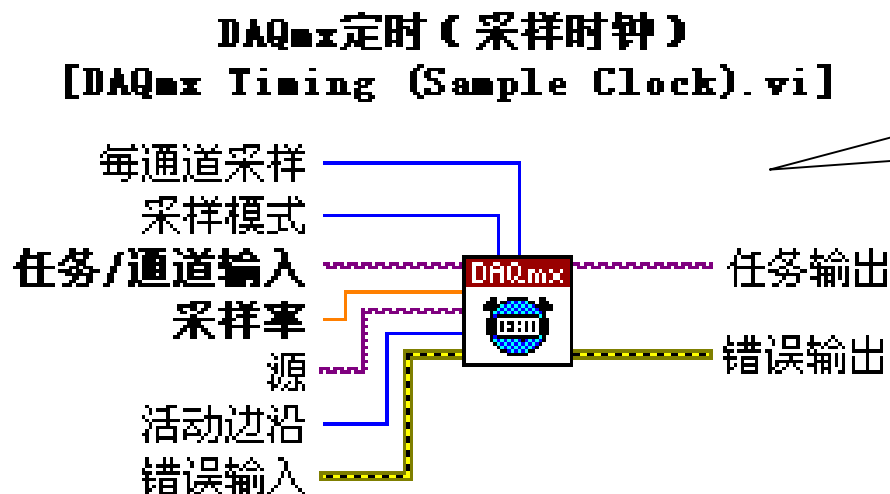 DAQmx定时(采样时钟)
[DAQmx Timing (Sample Clock).vi]
每通道采样
采样模式
任务/通道输入
采样率
源
活动边沿
错误输入
DAQmx
任务输出
错误输出